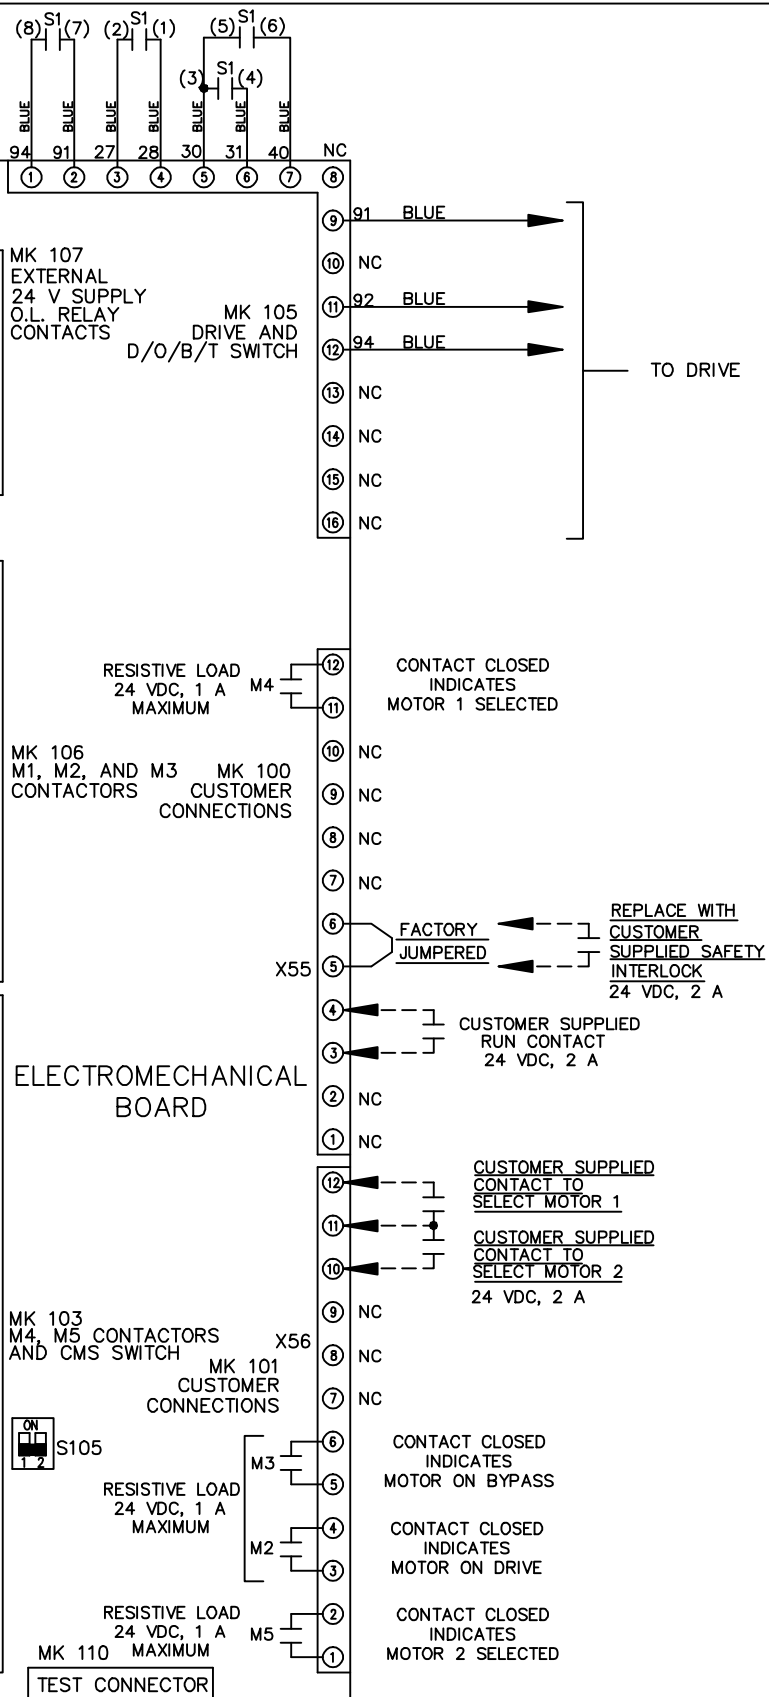 (8) S1 (7) (2) S1 (1) (5) S1 (6)
(3) S1 (4)
BLUE BLUE BLUE BLUE BLUE BLUE BLUE
94 91 27 28 30 31 40 NC
1 2 3 4 5 6 7 8
9 91 BLUE
10 NC
11 92 BLUE
12 94 BLUE
13 NC
14 NC
15 NC
16 NC
TO DRIVE
MK 107
EXTERNAL
24 V SUPPLY
O.L. RELAY
CONTACTS
MK 105
DRIVE AND
D/O/B/T SWITCH
RESISTIVE LOAD
24 VDC, 1 A
MAXIMUM
M4
12
11
CONTACT CLOSED
INDICATES
MOTOR 1 SELECTED
MK 106
M1, M2, AND M3
CONTACTORS
MK 100
CUSTOMER
CONNECTIONS
10 NC
9 NC
8 NC
7 NC
6
X55 5
FACTORY
JUMPERED
REPLACE WITH
CUSTOMER
SUPPLIED SAFETY
INTERLOCK
24 VDC, 2 A
4
3
CUSTOMER SUPPLIED
RUN CONTACT
24 VDC, 2 A
2 NC
1 NC
ELECTROMECHANICAL
BOARD
12
11
10
CUSTOMER SUPPLIED
CONTACT TO
SELECT MOTOR 1
CUSTOMER SUPPLIED
CONTACT TO
SELECT MOTOR 2
24 VDC, 2 A
MK 103
M4, M5 CONTACTORS
AND CMS SWITCH
X56
MK 101
CUSTOMER
CONNECTIONS
9 NC
8 NC
7 NC
ON
1 2
S105
RESISTIVE LOAD
24 VDC, 1 A
MAXIMUM
M3
6
5
CONTACT CLOSED
INDICATES
MOTOR ON BYPASS
M2
4
3
CONTACT CLOSED
INDICATES
MOTOR ON DRIVE
RESISTIVE LOAD
24 VDC, 1 A
MAXIMUM
M5
2
1
CONTACT CLOSED
INDICATES
MOTOR 2 SELECTED
MK 110
TEST CONNECTOR